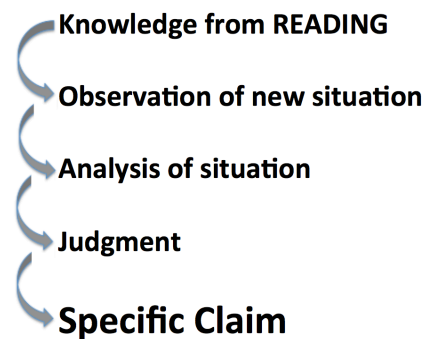 Knowledge from READING
Observation of new situation
Analysis of situation
Judgment
Specific Claim